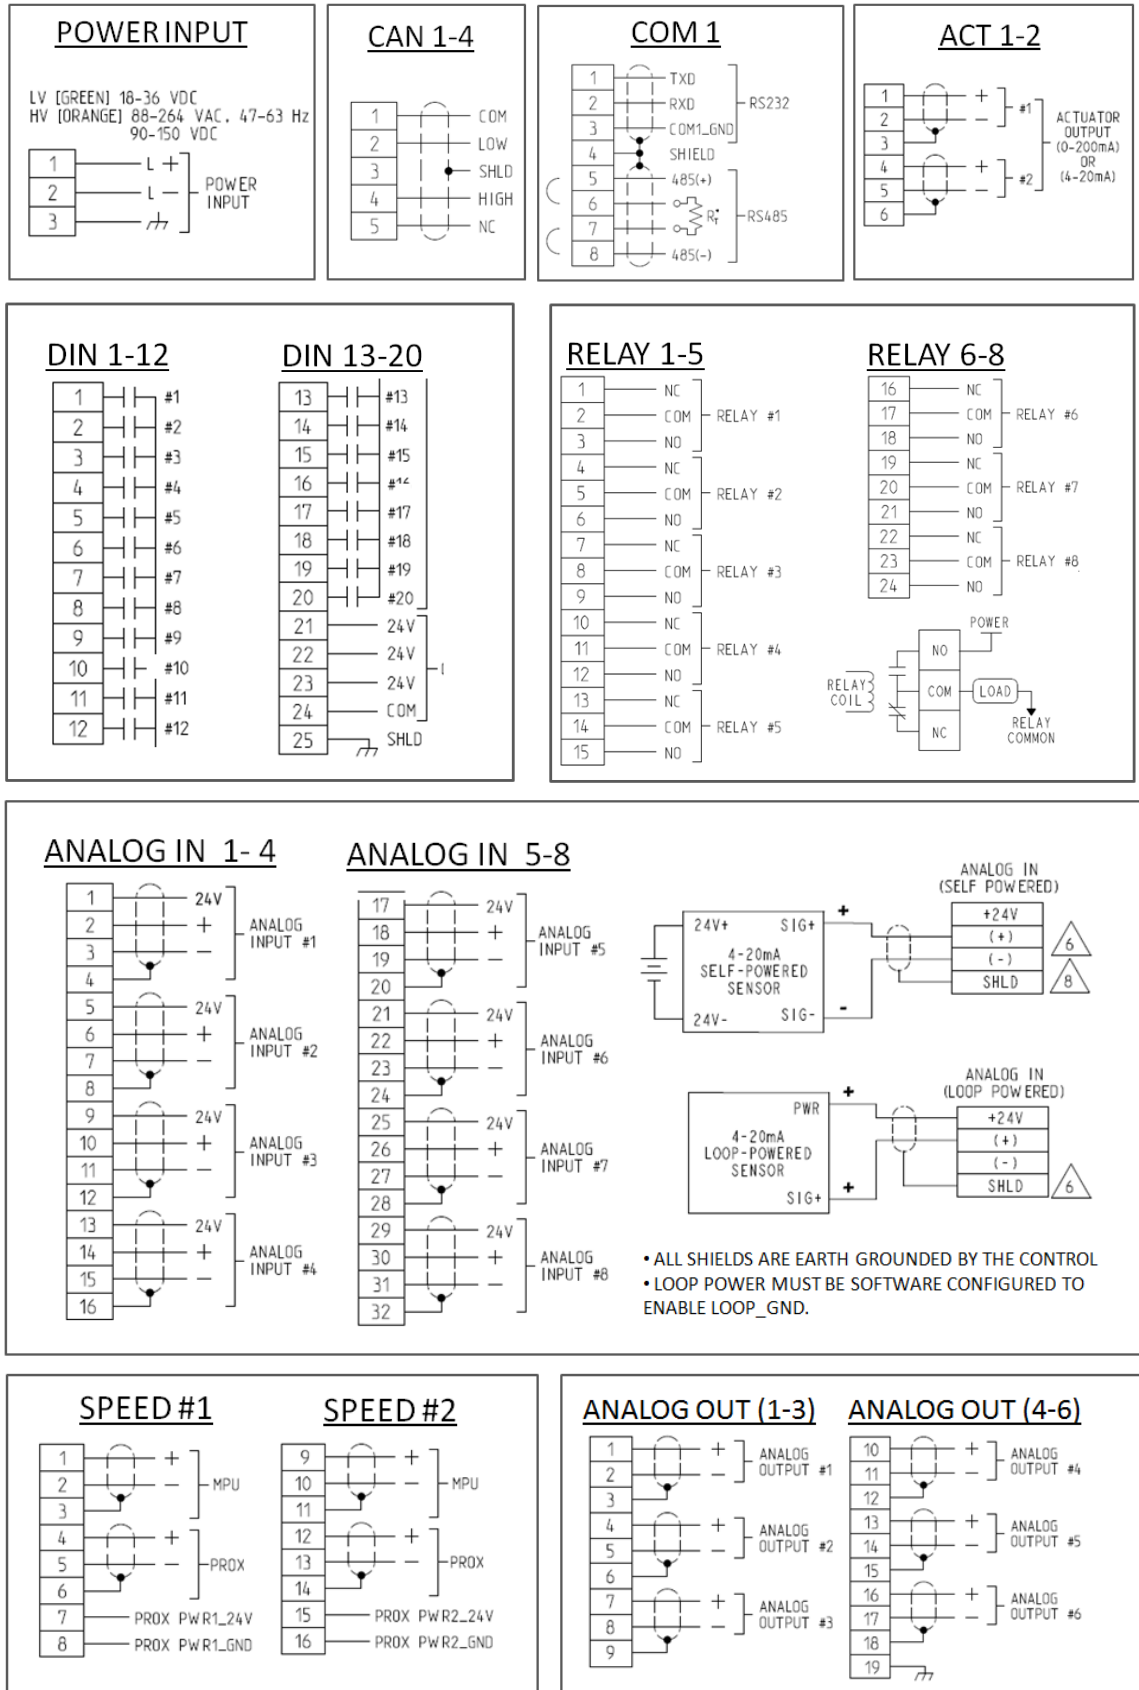 POWER INPUT
LV [GREEN] 18-36 VDC
HV [ORANGE] 88-264 VAC, 47-63 Hz
90-150 VDC
1 L +
2 L -
3
POWER
INPUT
CAN 1-4
1 COM
2 LOW
3 SHLD
4 HIGH
5 NC
COM 1
1 TXD
2 RXD
3 COM1_GND
4 SHIELD
5 485(+)
6
7
8 485(-)
RS232
RT*
RS485
ACT 1-2
1 +
2 -
3
#1
4 +
5 -
6
#2
ACTUATOR
OUTPUT
(0-200mA)
OR
(4-20mA)
DIN 1-12
1 #1
2 #2
3 #3
4 #4
5 #5
6 #6
7 #7
8 #8
9 #9
10 #10
11 #11
12 #12
DIN 13-20
13 #13
14 #14
15 #15
16
17 #17
18 #18
19 #19
20 #20
21 24V
22 24V
23 24V
24 COM
25 SHLD
RELAY 1-5
1 NC
2 COM RELAY #1
3 NO
4 NC
5 COM RELAY #2
6 NO
7 NC
8 COM RELAY #3
9 NO
10 NC
11 COM RELAY #4
12 NO
13 NC
14 COM RELAY #5
15 NO
RELAY 6-8
16 NC
17 COM RELAY #6
18 NO
19 NC
20 COM RELAY #7
21 NO
22 NC
23 COM RELAY #8
24 NO
POWER
NO
RELAY
COIL
COM LOAD
NC
RELAY
COMMON
ANALOG IN 1- 4
1 24V
2 +
3 -
4
ANALOG
INPUT #1
5 24V
6 +
7 -
8
ANALOG
INPUT #2
9 24V
10 +
11 -
12
ANALOG
INPUT #3
13 24V
14 +
15 -
16
ANALOG
INPUT #4
ANALOG IN 5-8
17 24V
18 +
19 -
20
ANALOG
INPUT #5
21 24V
22 +
23 -
24
ANALOG
INPUT #6
25 24V
26 +
27 -
28
ANALOG
INPUT #7
29 24V
30 +
31 -
32
ANALOG
INPUT #8
ANALOG IN
(SELF POWERED)
24V+ SIG+ +
4-20mA
SELF-POWERED
SENSOR
24V- SIG- -
+24V
(+)
(-)
SHLD
6
8
ANALOG IN
(LOOP POWERED)
PWR +
4-20mA
LOOP-POWERED
SENSOR
SIG+ +
+24V
(+)
(-)
SHLD
6
• ALL SHIELDS ARE EARTH GROUNDED BY THE CONTROL
• LOOP POWER MUST BE SOFTWARE CONFIGURED TO
ENABLE LOOP_GND.
SPEED #1
1 +
2 - MPU
3
4 +
5 - PROX
6
7 PROX PWR1_24V
8 PROX PWR1_GND
SPEED #2
9 +
10 - MPU
11
12 +
13 - PROX
14
15 PROX PWR2_24V
16 PROX PWR2_GND
ANALOG OUT (1-3)
1 +
2 -
3
ANALOG
OUTPUT #1
4 +
5 -
6
ANALOG
OUTPUT #2
7 +
8 -
9
ANALOG
OUTPUT #3
ANALOG OUT (4-6)
10 +
11 -
12
ANALOG
OUTPUT #4
13 +
14 -
15
ANALOG
OUTPUT #5
16 +
17 -
18
ANALOG
OUTPUT #6
19